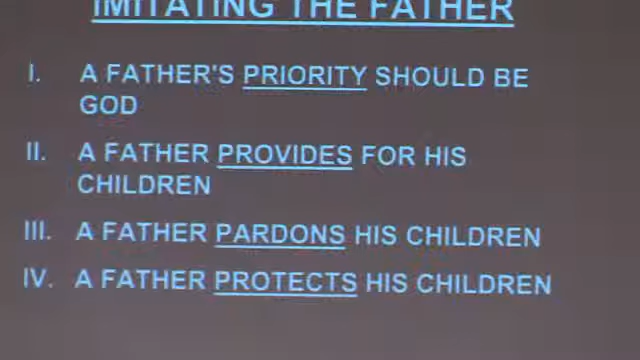 IMITATING THE FATHER
I. A FATHER'S PRIORITY SHOULD BE
GOD
II. A FATHER PROVIDES FOR HIS
CHILDREN
III. A FATHER PARDONS HIS CHILDREN
IV. A FATHER PROTECTS HIS CHILDREN